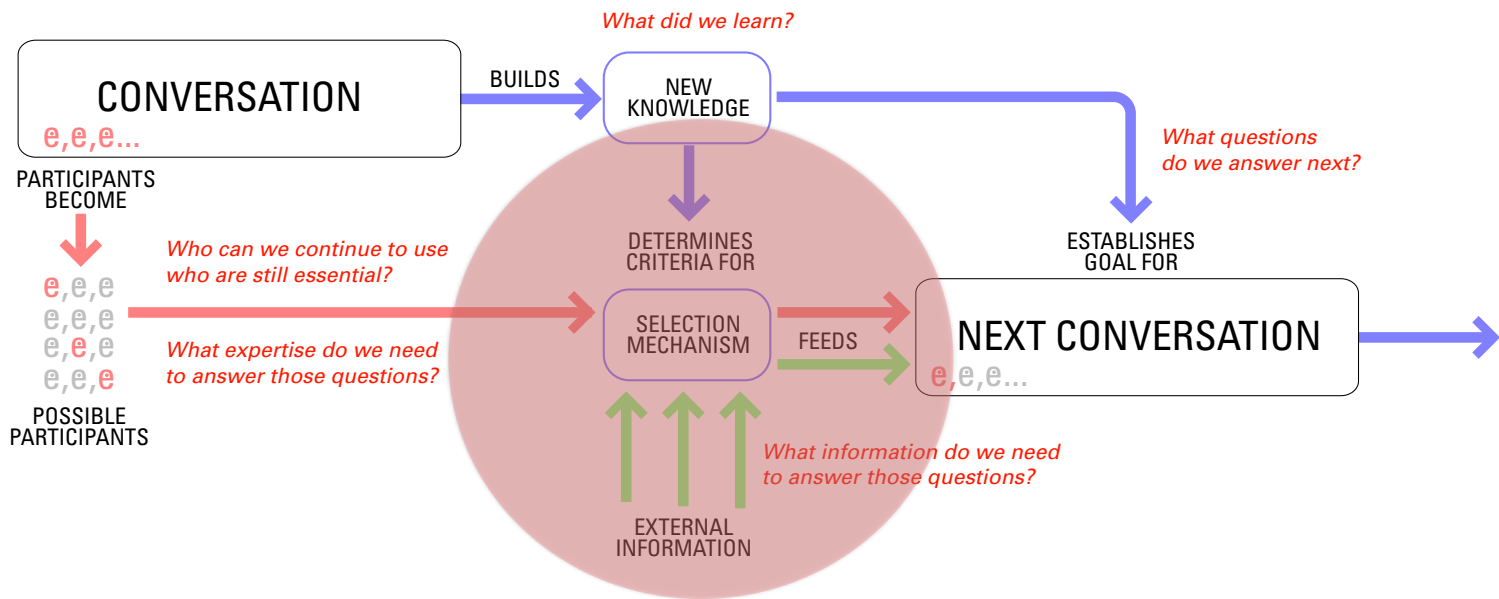 What did we learn?
CONVERSATION
e,e,e...
BUILDS
NEW
KNOWLEDGE
What questions
do we answer next?
PARTICIPANTS
BECOME
Who can we continue to use
who are still essential?
DETERMINES
CRITERIA FOR
ESTABLISHES
GOAL FOR
e,e,e
e,e,e
e,e,e
e,e,e
What expertise do we need
to answer those questions?
SELECTION
MECHANISM
FEEDS
NEXT CONVERSATION
e,e,e...
POSSIBLE
PARTICIPANTS
What information do we need
to answer those questions?
EXTERNAL
INFORMATION